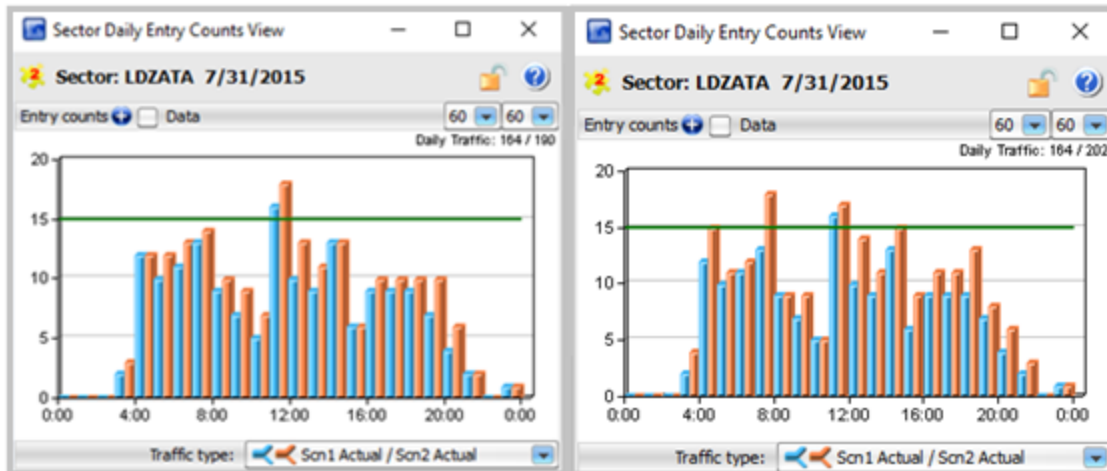 Sector Daily Entry Counts View
2 Sector: LDZATA 7/31/2015
Entry counts Data 60 60
Daily Traffic: 164 / 190
20
15
10
5
0
0:00 4:00 8:00 12:00 16:00 20:00 0:00
Traffic type: Scn1 Actual / Scn2 Actual
Sector Daily Entry Counts View
2 Sector: LDZATA 7/31/2015
Entry counts Data 60 60
Daily Traffic: 164 / 202
20
15
10
5
0
0:00 4:00 8:00 12:00 16:00 20:00 0:00
Traffic type: Scn1 Actual / Scn2 Actual